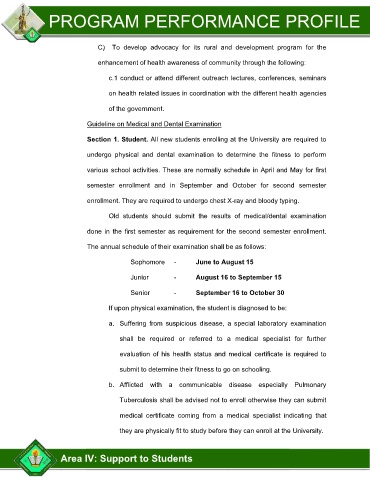 PROGRAM PERFORMANCE PROFILE
C) To develop advocacy for its rural and development program for the
enhancement of health awareness of community through the following:
c.1 conduct or attend different outreach lectures, conferences, seminars
on health related issues in coordination with the different health agencies
of the government.
Guideline on Medical and Dental Examination
Section 1. Student. All new students enrolling at the University are required to
undergo physical and dental examination to determine the fitness to perform
various school activities. These are normally schedule in April and May for first
semester enrollment and in September and October for second semester
enrollment. They are required to undergo chest X-ray and bloody typing.
Old students should submit the results of medical/dental examination
done in the first semester as requirement for the second semester enrollment.
The annual schedule of their examination shall be as follows:
Sophomore - June to August 15
Junior - August 16 to September 15
Senior - September 16 to October 30
If upon physical examination, the student is diagnosed to be:
a. Suffering from suspicious disease, a special laboratory examination
shall be required or referred to a medical specialist for further
evaluation of his health status and medical certificate is required to
submit to determine their fitness to go on schooling.
b. Afflicted with a communicable disease especially Pulmonary
Tuberculosis shall be advised not to enroll otherwise they can submit
medical certificate coming from a medical specialist indicating that
they are physically fit to study before they can enroll at the University.
Area IV: Support to Students